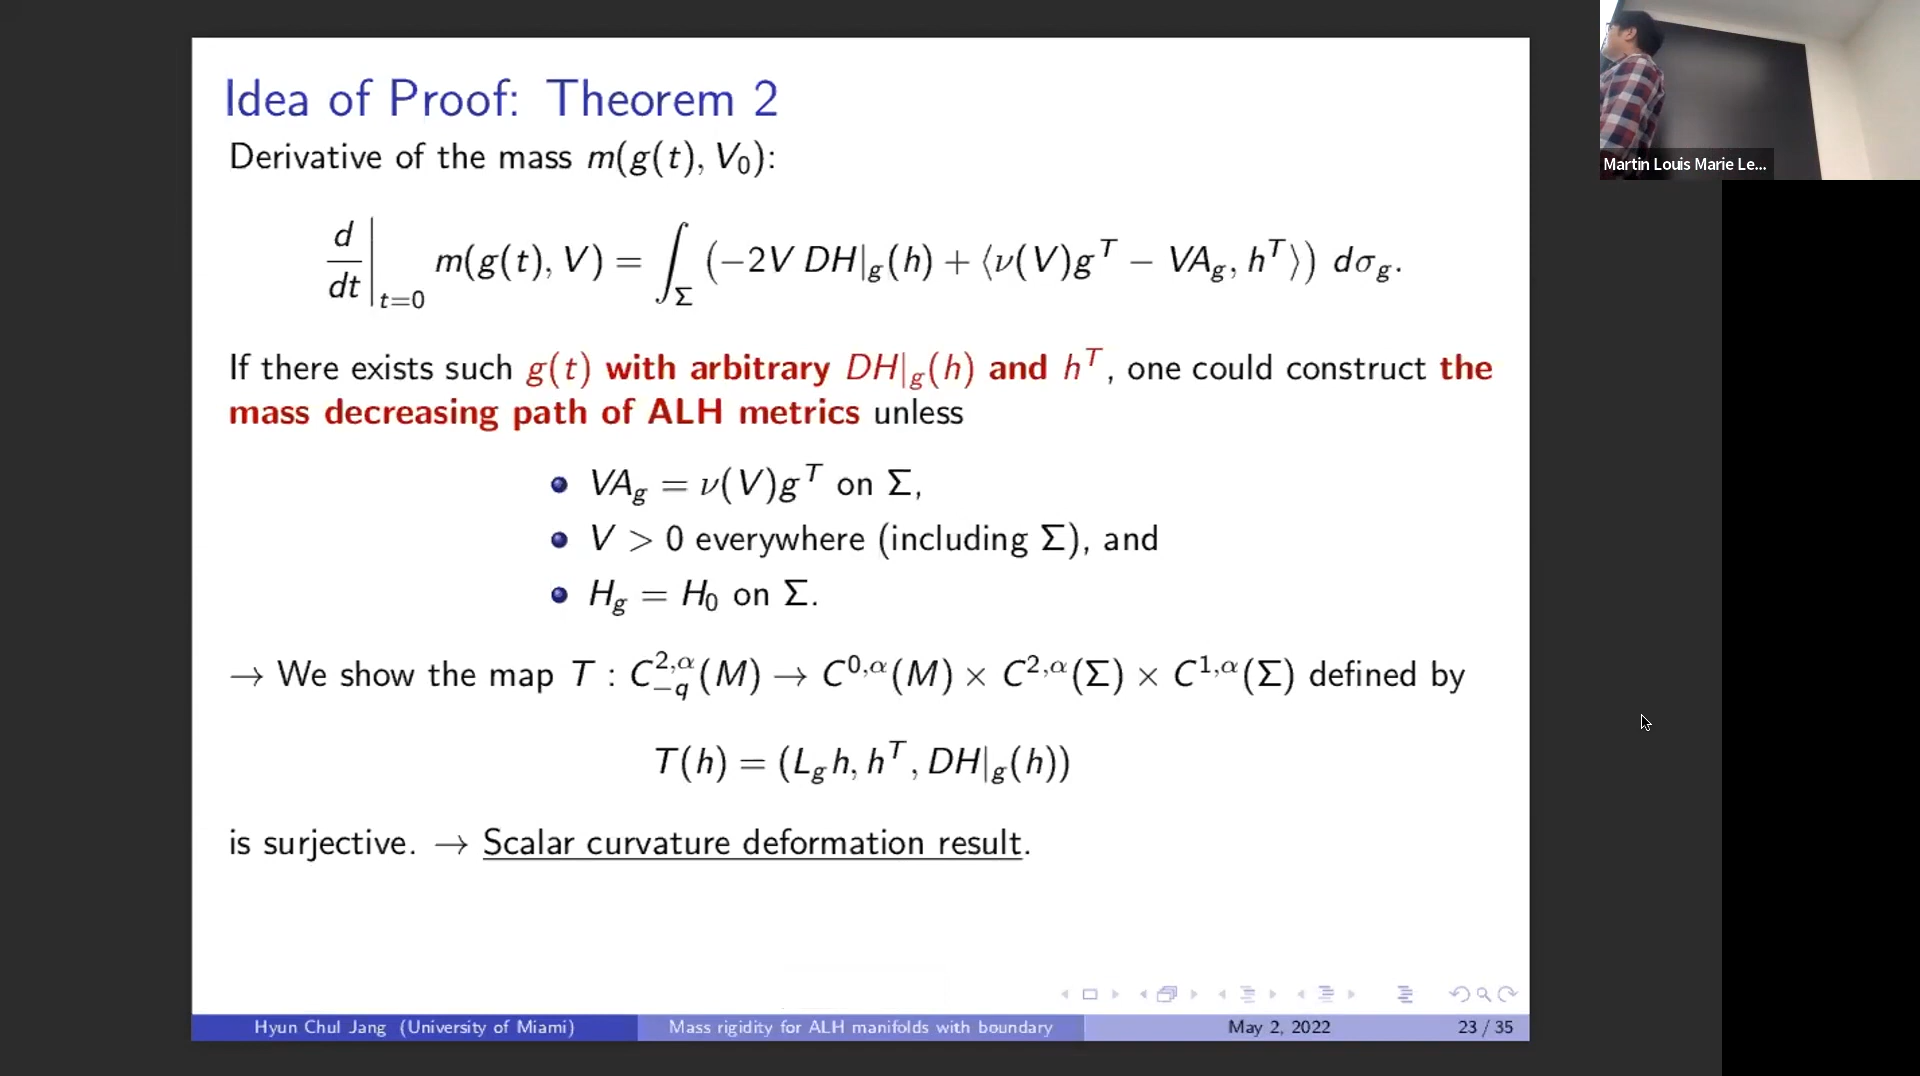 Idea of Proof: Theorem 2
Derivative of the mass m(g(t), V₀):
d/dt|ₜ₌₀ m(g(t), V) = ∫_Σ (−2V DH|_g(h) + ⟨ν(V)g^T − VA_g, h^T⟩) dσ_g.
If there exists such g(t) with arbitrary DH|_g(h) and h^T, one could construct the
mass decreasing path of ALH metrics unless
• VA_g = ν(V)g^T on Σ,
• V > 0 everywhere (including Σ), and
• H_g = H₀ on Σ.
→ We show the map T : C^{2,α}_{−q}(M) → C^{0,α}(M) × C^{2,α}(Σ) × C^{1,α}(Σ) defined by
T(h) = (L_g h, h^T, DH|_g(h))
is surjective. → Scalar curvature deformation result.
Hyun Chul Jang (University of Miami) Mass rigidity for ALH manifolds with boundary May 2, 2022 23 / 35
Martin Louis Marie Le...